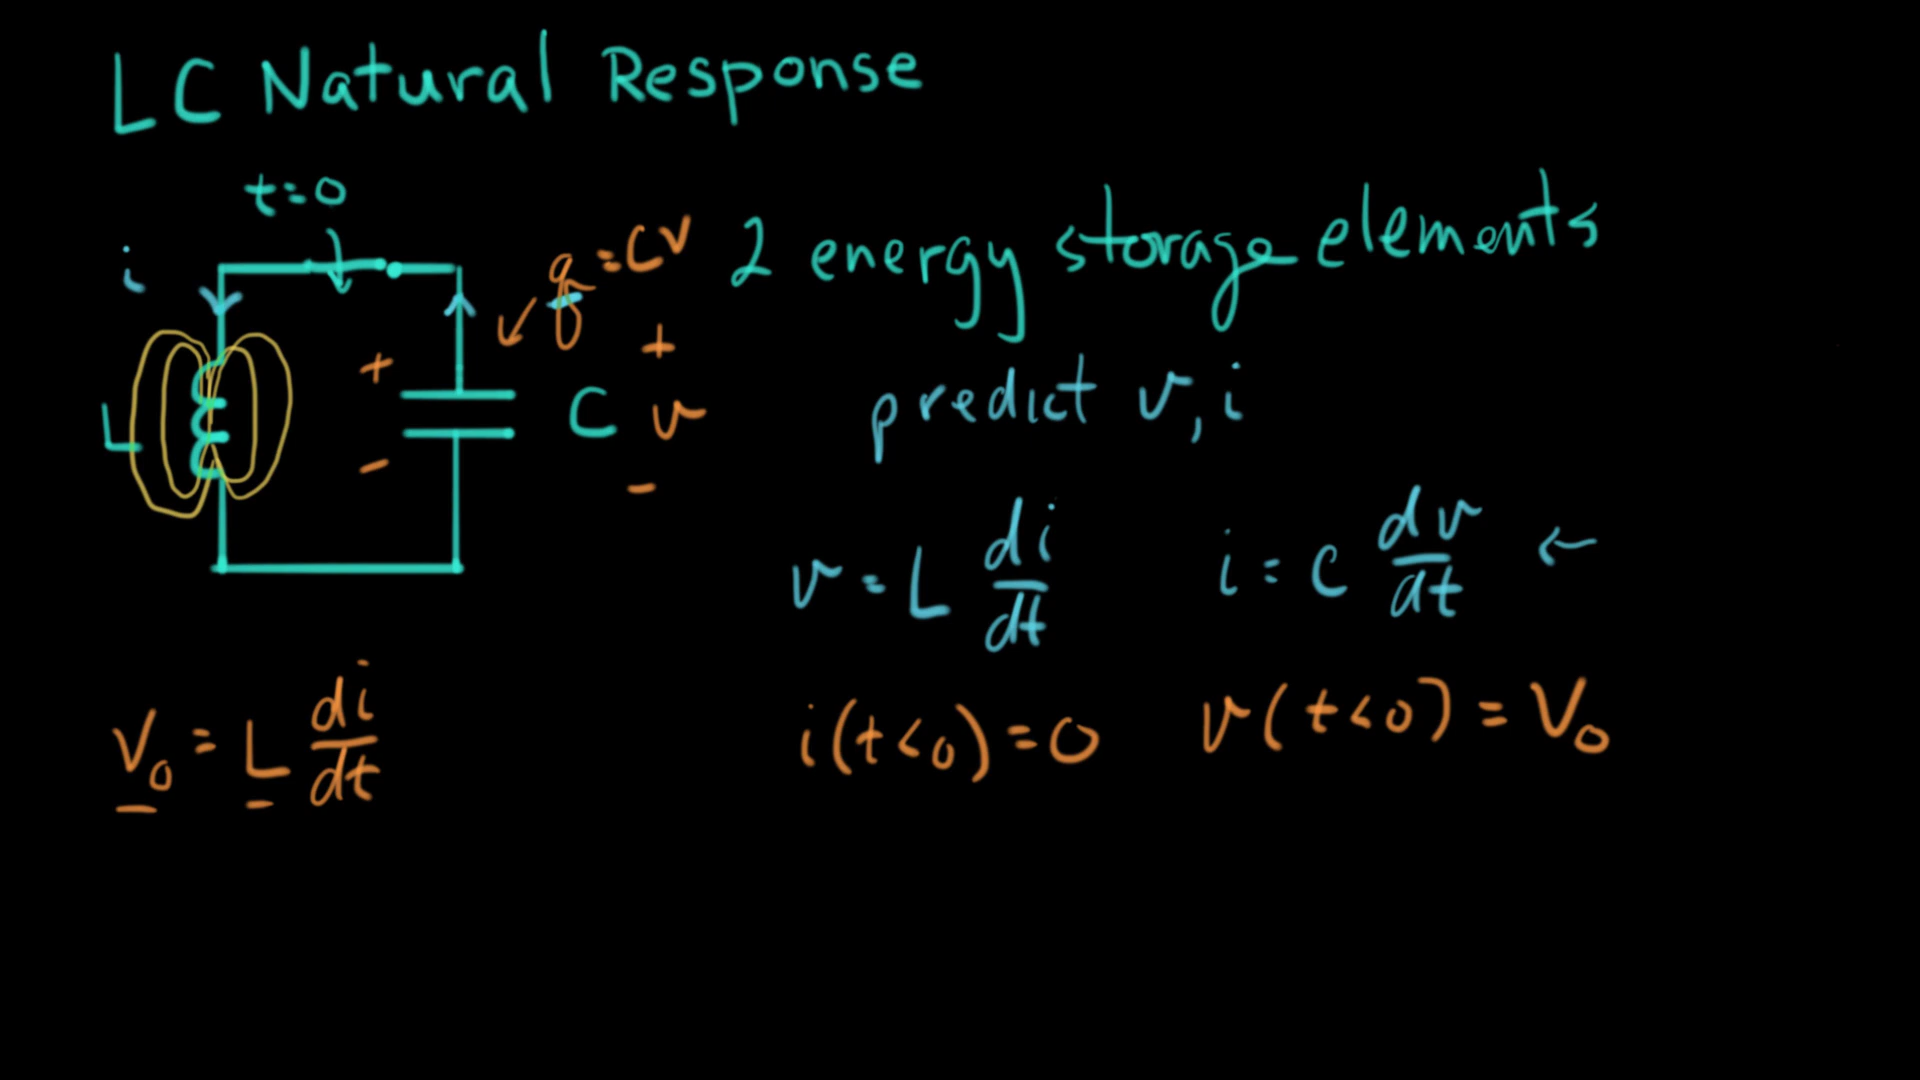 LC Natural Response
t=0
i
q=cv
2 energy storage elements
+
+
L
C
v
predict v, i
-
-
v = L di/dt
i = c dv/dt ←
V₀ = L di/dt
i(t<0)=0
v(t<0) = V₀